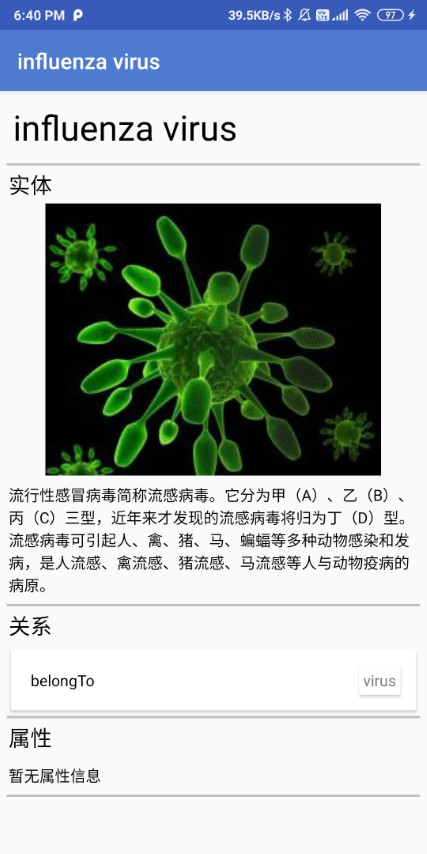 6:40 PM
39.5KB/s
97
influenza virus
influenza virus
实体
流行性感冒病毒简称流感病毒。它分为甲（A）、乙（B）、
丙（C）三型，近年来才发现的流感病毒将归为丁（D）型。
流感病毒可引起人、禽、猪、马、蝙蝠等多种动物感染和发
病，是人流感、禽流感、猪流感、马流感等人与动物疫病的
病原。
关系
belongTo
virus
属性
暂无属性信息